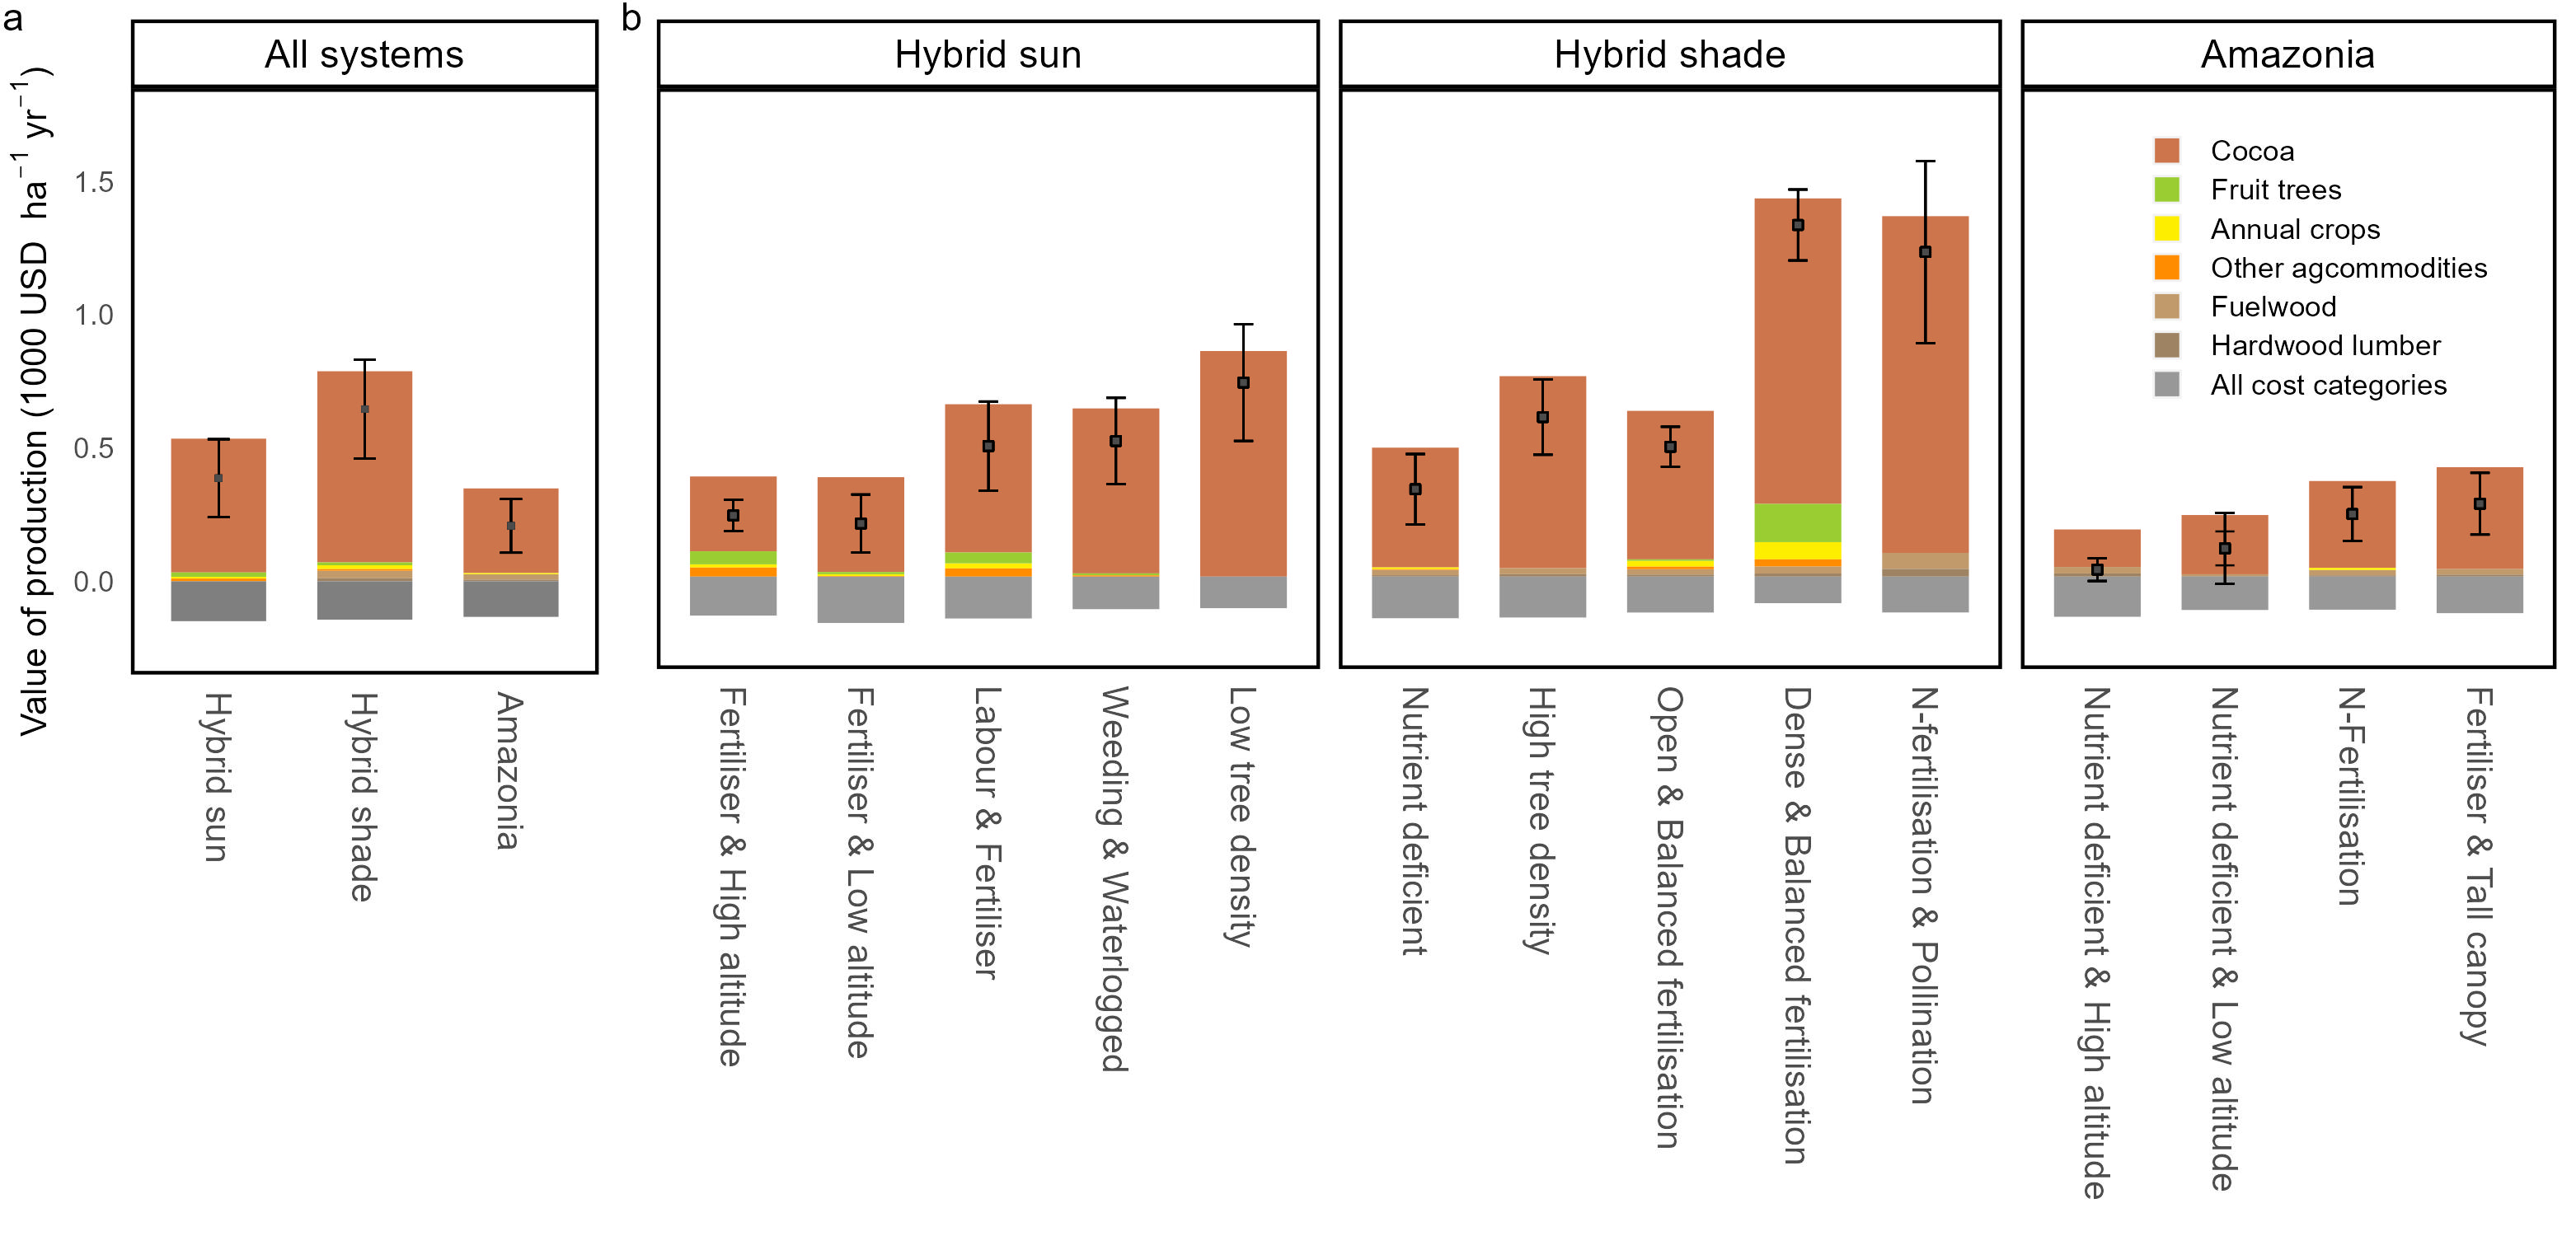 a
b
All systems
Hybrid sun
Hybrid shade
Amazonia
Value of production (1000 USD ha⁻¹ yr⁻¹)
1.5
1.0
0.5
0.0
Cocoa
Fruit trees
Annual crops
Other agcommodities
Fuelwood
Hardwood lumber
All cost categories
Hybrid sun
Hybrid shade
Amazonia
Fertiliser & High altitude
Fertiliser & Low altitude
Labour & Fertiliser
Weeding & Waterlogged
Low tree density
Nutrient deficient
High tree density
Open & Balanced fertilisation
Dense & Balanced fertilisation
N-fertilisation & Pollination
Nutrient deficient & High altitude
Nutrient deficient & Low altitude
N-Fertilisation
Fertiliser & Tall canopy